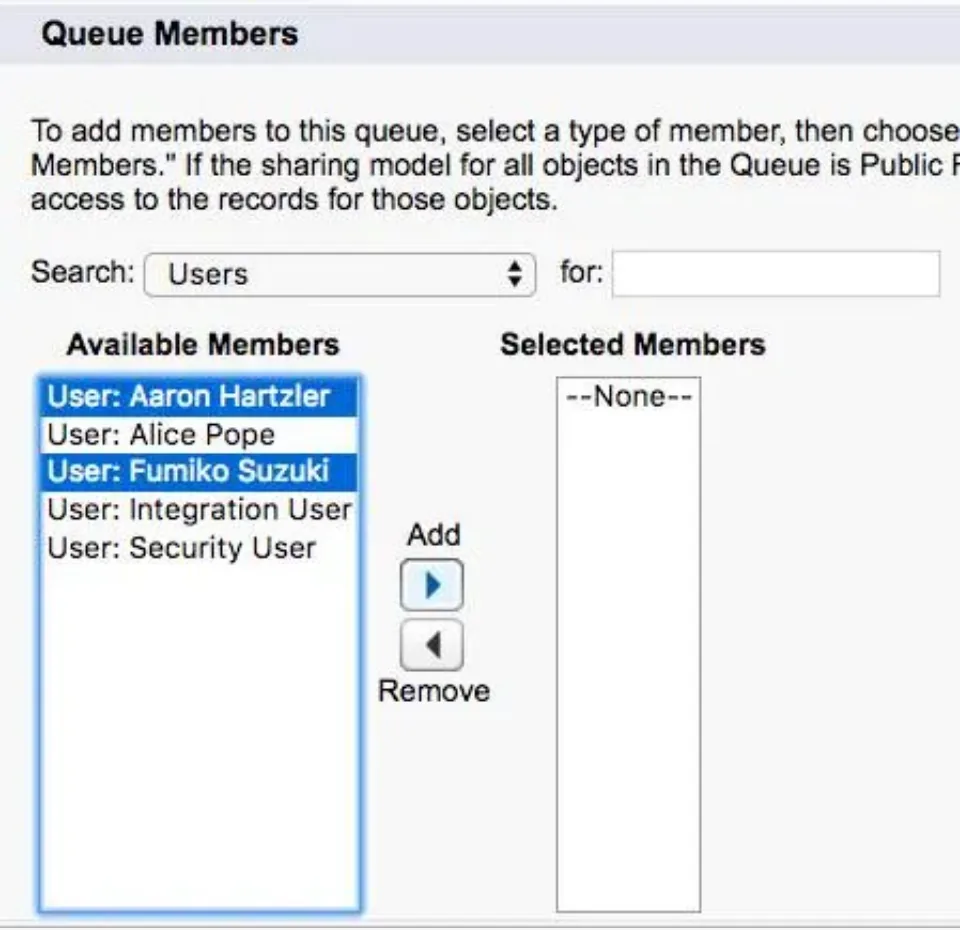 Queue Members
To add members to this queue, select a type of member, then choose
Members." If the sharing model for all objects in the Queue is Public
access to the records for those objects.
Search: Users for:
Available Members Selected Members
User: Aaron Hartzler --None--
User: Alice Pope
User: Fumiko Suzuki
User: Integration User
User: Security User
Add
Remove